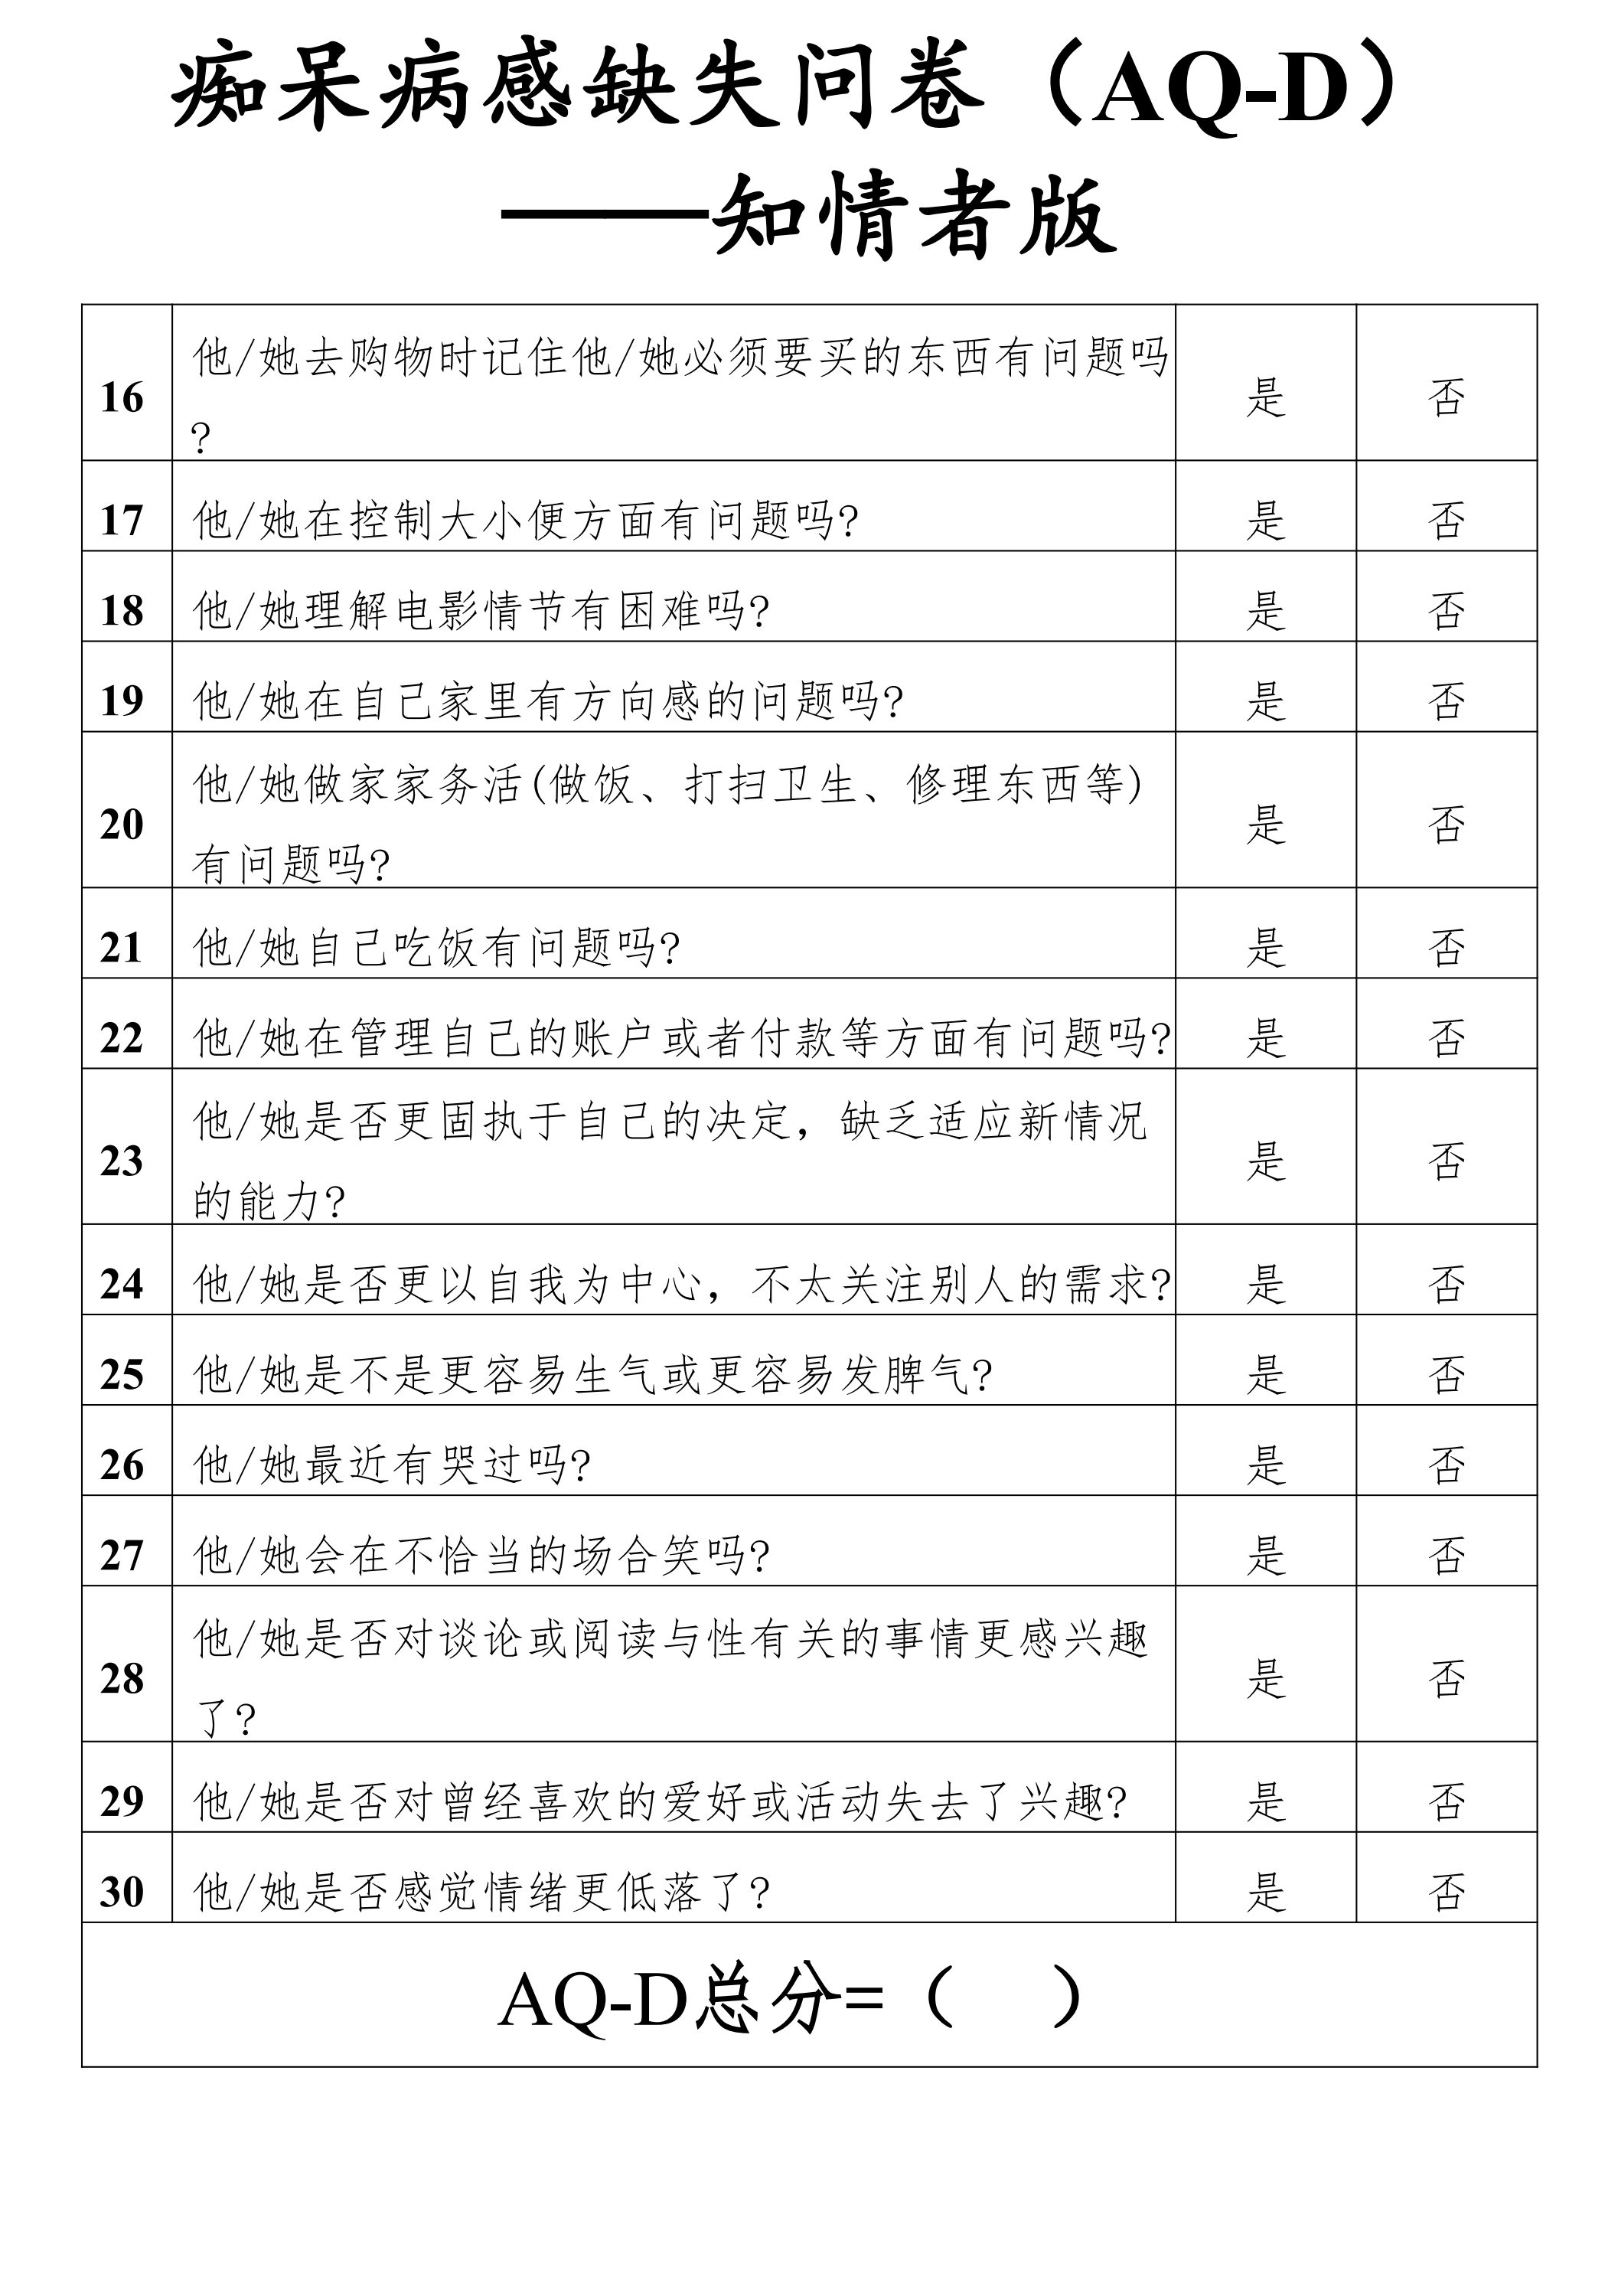 痴呆病感缺失问卷（AQ-D）
——知情者版
16 他/她去购物时记住他/她必须要买的东西有问题吗
? 是 否
17 他/她在控制大小便方面有问题吗? 是 否
18 他/她理解电影情节有困难吗? 是 否
19 他/她在自己家里有方向感的问题吗? 是 否
20 他/她做家家务活(做饭、打扫卫生、修理东西等)
有问题吗? 是 否
21 他/她自己吃饭有问题吗? 是 否
22 他/她在管理自己的账户或者付款等方面有问题吗? 是 否
23 他/她是否更固执于自己的决定，缺乏适应新情况
的能力? 是 否
24 他/她是否更以自我为中心，不太关注别人的需求? 是 否
25 他/她是不是更容易生气或更容易发脾气? 是 否
26 他/她最近有哭过吗? 是 否
27 他/她会在不恰当的场合笑吗? 是 否
28 他/她是否对谈论或阅读与性有关的事情更感兴趣
了? 是 否
29 他/她是否对曾经喜欢的爱好或活动失去了兴趣? 是 否
30 他/她是否感觉情绪更低落了? 是 否
AQ-D总分=（ ）